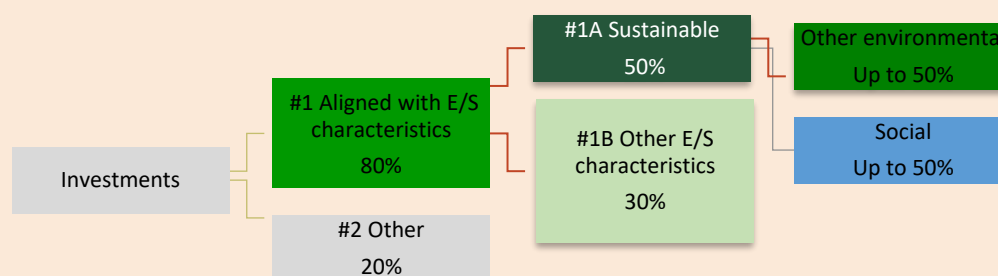 #1A Sustainable
50%
Other environmenta
Up to 50%
#1 Aligned with E/S
characteristics
80%
#1B Other E/S
characteristics
30%
Social
Up to 50%
Investments
#2 Other
20%